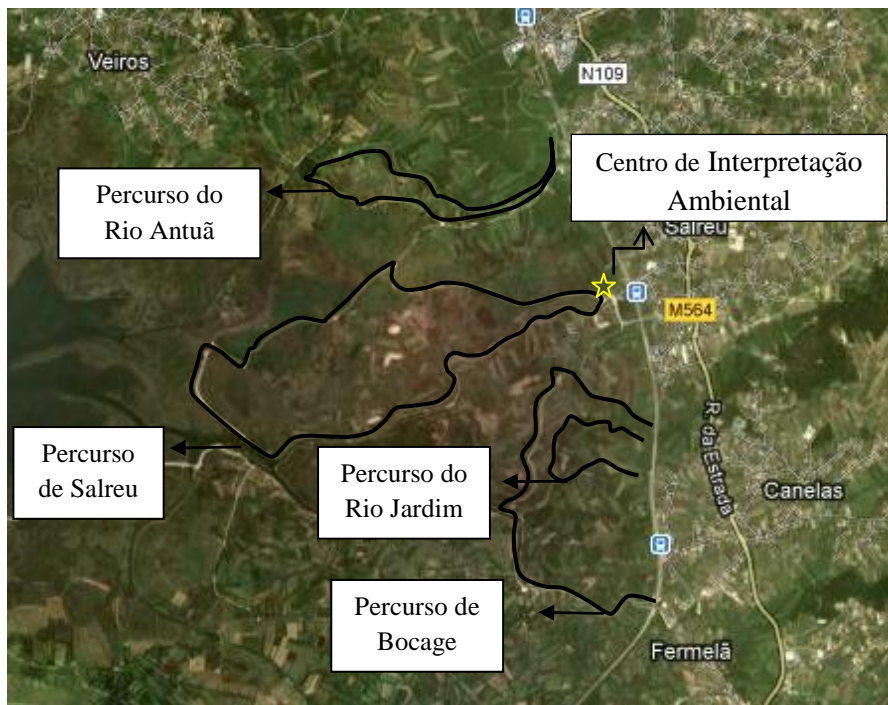 Veiros
N109
Centro de Interpretação
Ambiental
Percurso do
Rio Antuã
Salreu
M564
Percurso
de Salreu
Percurso do
Rio Jardim
R. da Estrada
Canelas
Percurso de
Bocage
Fermelã